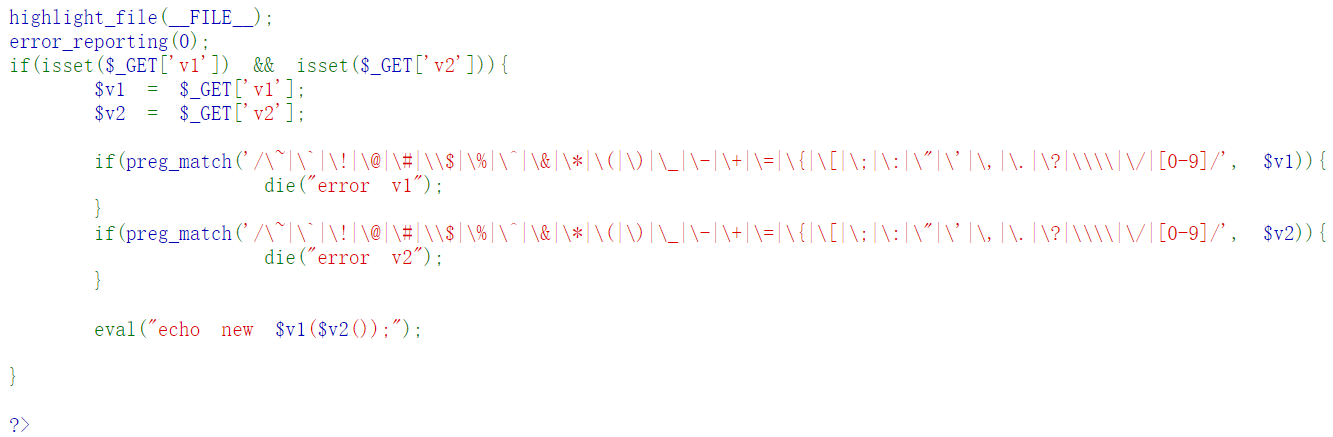 highlight_file(__FILE__);
error_reporting(0);
if(isset($_GET['v1']) && isset($_GET['v2'])){
$v1 = $_GET['v1'];
$v2 = $_GET['v2'];
if(preg_match('/\~|\`|\!|\@|\#|\\$|\%|\^|\&|\*|\(|\)|\_|\-|\+|\=|\{|\[|\;|\:|\"|\'|\,|\.|\?|\\\\|\/|[0-9]/', $v1)){
die("error v1");
}
if(preg_match('/\~|\`|\!|\@|\#|\\$|\%|\^|\&|\*|\(|\)|\_|\-|\+|\=|\{|\[|\;|\:|\"|\'|\,|\.|\?|\\\\|\/|[0-9]/', $v2)){
die("error v2");
}
eval("echo new $v1($v2());");
}
?>